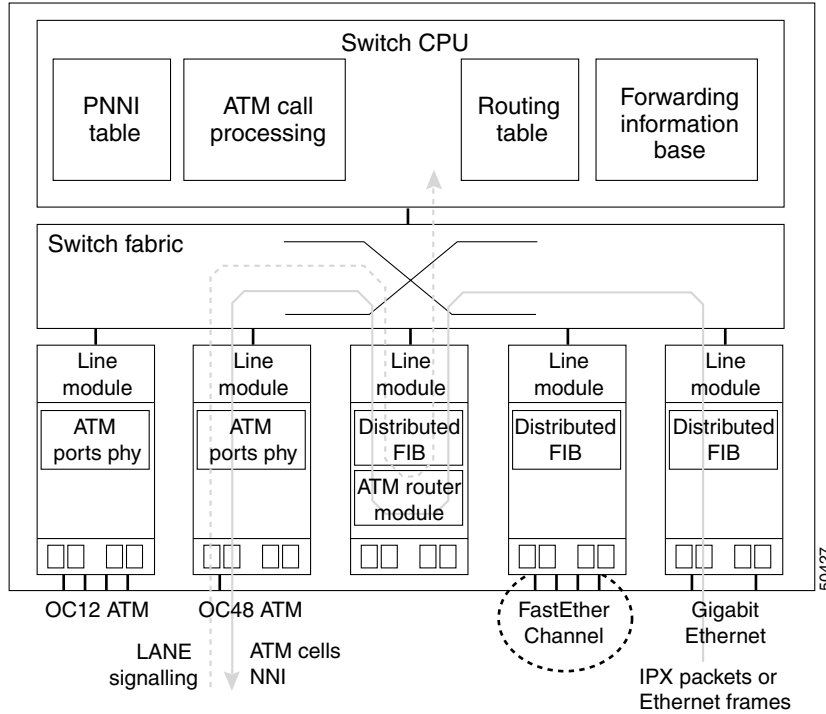 Switch CPU
PNNI
table
ATM call
processing
Routing
table
Forwarding
information
base
Switch fabric
Line
module
Line
module
Line
module
Line
module
Line
module
ATM
ports phy
ATM
ports phy
Distributed
FIB
Distributed
FIB
Distributed
FIB
ATM router
module
OC12 ATM
OC48 ATM
FastEther
Channel
Gigabit
Ethernet
LANE
signalling
ATM cells
NNI
IPX packets or
Ethernet frames
50427